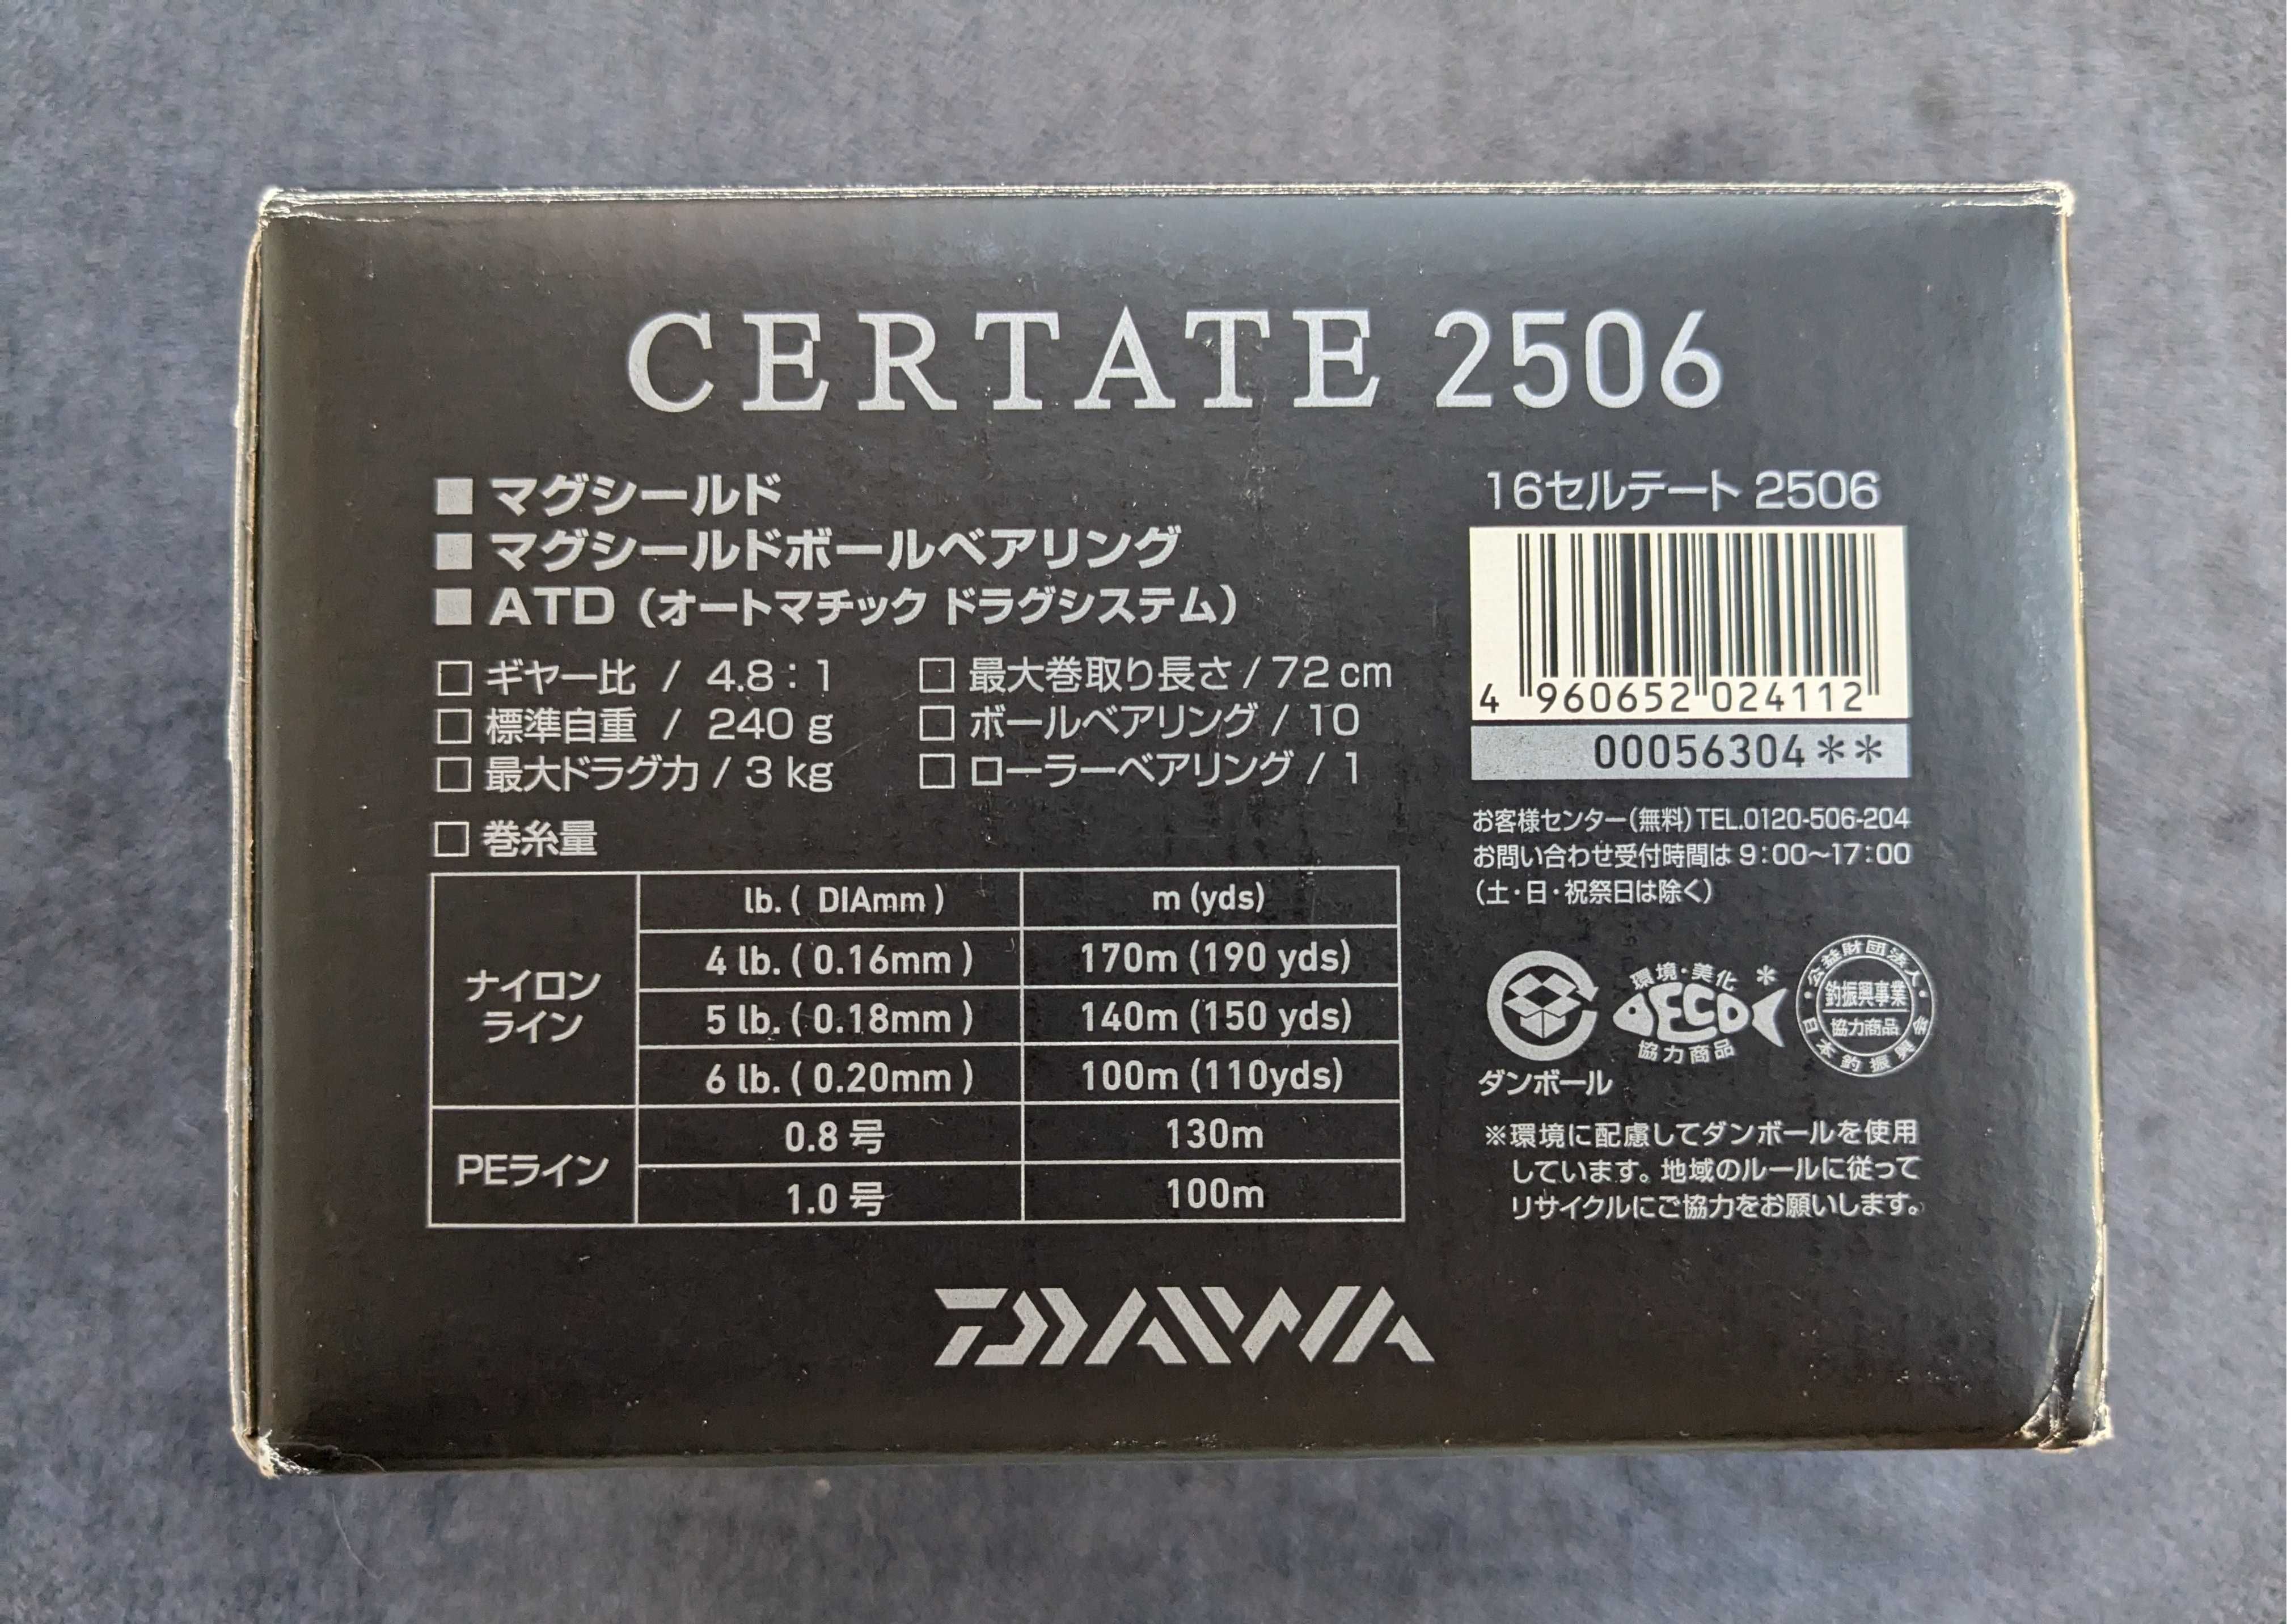 CERTATE 2506
■ マグシールド
■ マグシールドボールベアリング
■ ATD（オートマチック ドラグシステム）
□ ギヤー比 / 4.8：1
□ 最大巻取り長さ / 72cm
□ 標準自重 / 240 g
□ ボールベアリング / 10
□ 最大ドラグ力 / 3 kg
□ ローラーベアリング / 1
□ 巻糸量
lb. ( DIAmm ) m (yds)
ナイロン
ライン
4 lb. ( 0.16mm ) 170m (190 yds)
5 lb. ( 0.18mm ) 140m (150 yds)
6 lb. ( 0.20mm ) 100m (110yds)
PEライン
0.8 号 130m
1.0 号 100m
16セルテート 2506
4 960652 024112
00056304＊＊
お客様センター（無料）TEL.0120-506-204
お問い合わせ受付時間は 9：00〜17：00
（土・日・祝祭日は除く）
ダンボール
環境・美化
ECO
協力商品
公益財団法人
釣振興事業
協力商品
日本釣振興会
※環境に配慮してダンボールを使用
しています。地域のルールに従って
リサイクルにご協力をお願いします。
DAIWA